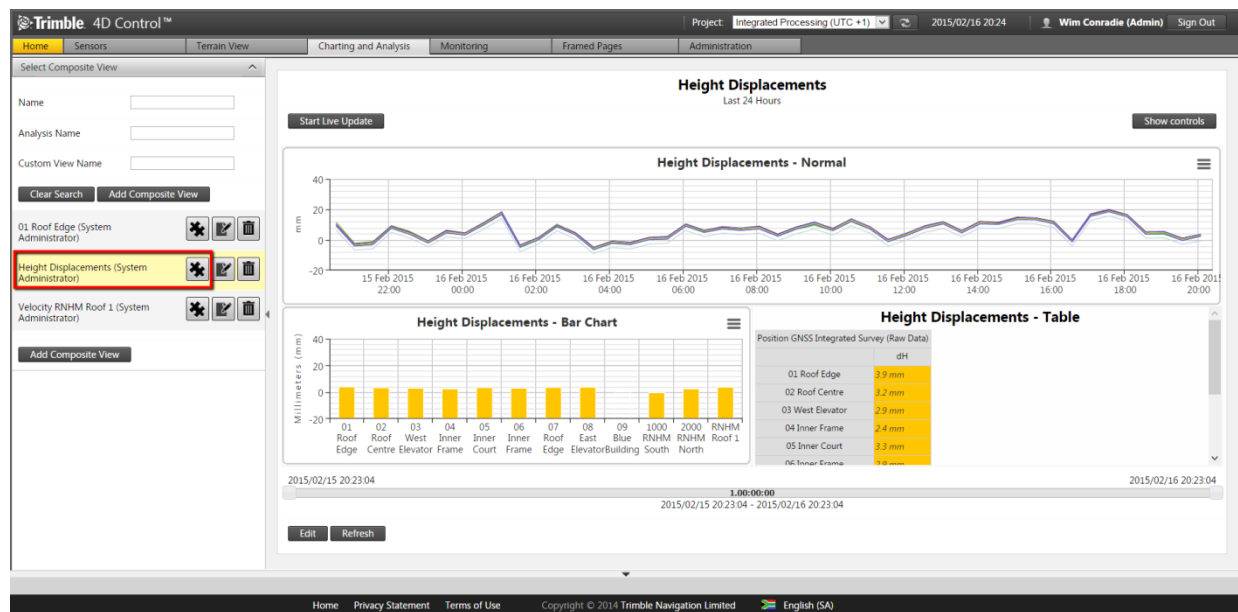 Trimble. 4D Control™
Project: Integrated Processing (UTC +1) 2015/02/16 20:24 Wim Conradie (Admin) Sign Out
Home Sensors Terrain View Charting and Analysis Monitoring Framed Pages Administration
Select Composite View
Name
Analysis Name
Custom View Name
Clear Search Add Composite View
01 Roof Edge (System
Administrator)
Height Displacements (System
Administrator)
Velocity RNHM Roof 1 (System
Administrator)
Add Composite View
Height Displacements
Last 24 Hours
Start Live Update Show controls
Height Displacements - Normal
mm
40
20
0
-20
15 Feb 2015 16 Feb 2015 16 Feb 2015 16 Feb 2015 16 Feb 2015 16 Feb 2015 16 Feb 2015 16 Feb 2015 16 Feb 2015 16 Feb 2015 16 Feb 2015 16 Feb 201
22:00 00:00 02:00 04:00 06:00 08:00 10:00 12:00 14:00 16:00 18:00 20:00
Height Displacements - Bar Chart
Millimeters (mm)
40
20
0
-20
01 02 03 04 05 06 07 08 09 1000 2000 RNHM
Roof Roof West Inner Inner Inner Roof East Blue RNHM RNHM Roof 1
Edge Centre Elevator Frame Court Frame Edge Elevator Building South North
Height Displacements - Table
Position GNSS Integrated Survey (Raw Data)
dH
01 Roof Edge 3.9 mm
02 Roof Centre 3.2 mm
03 West Elevator 2.9 mm
04 Inner Frame 2.4 mm
05 Inner Court 3.3 mm
06 Inner Frame 2.9 mm
2015/02/15 20:23:04 2015/02/16 20:23:04
1.00:00:00
2015/02/15 20:23:04 - 2015/02/16 20:23:04
Edit Refresh
Home Privacy Statement Terms of Use Copyright © 2014 Trimble Navigation Limited English (SA)